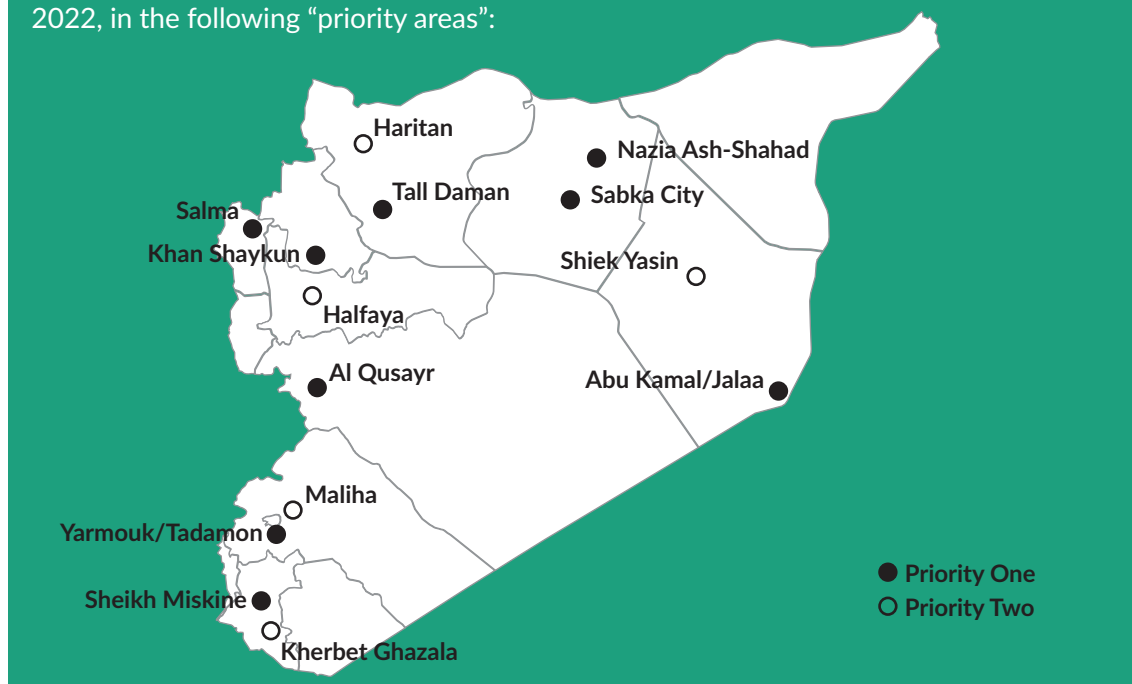 2022, in the following “priority areas”:
Haritan
Nazia Ash-Shahad
Tall Daman
Sabka City
Salma
Khan Shaykun
Shiek Yasin
Halfaya
Al Qusayr
Abu Kamal/Jalaa
Maliha
Yarmouk/Tadamon
Priority One
Sheikh Miskine
Priority Two
Kherbet Ghazala